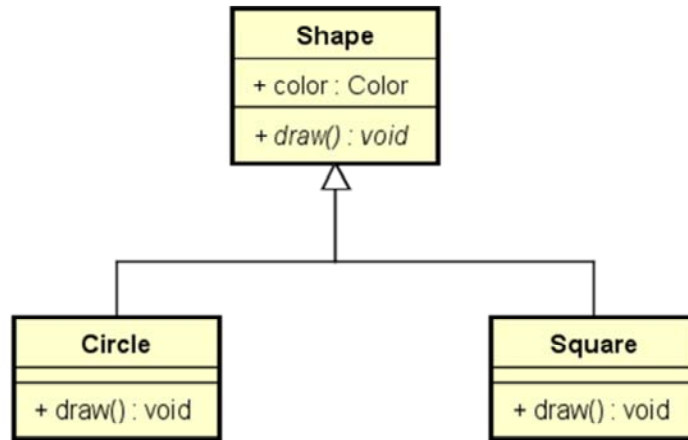 Shape
+ color : Color
+ draw() : void
Circle
+ draw() : void
Square
+ draw() : void